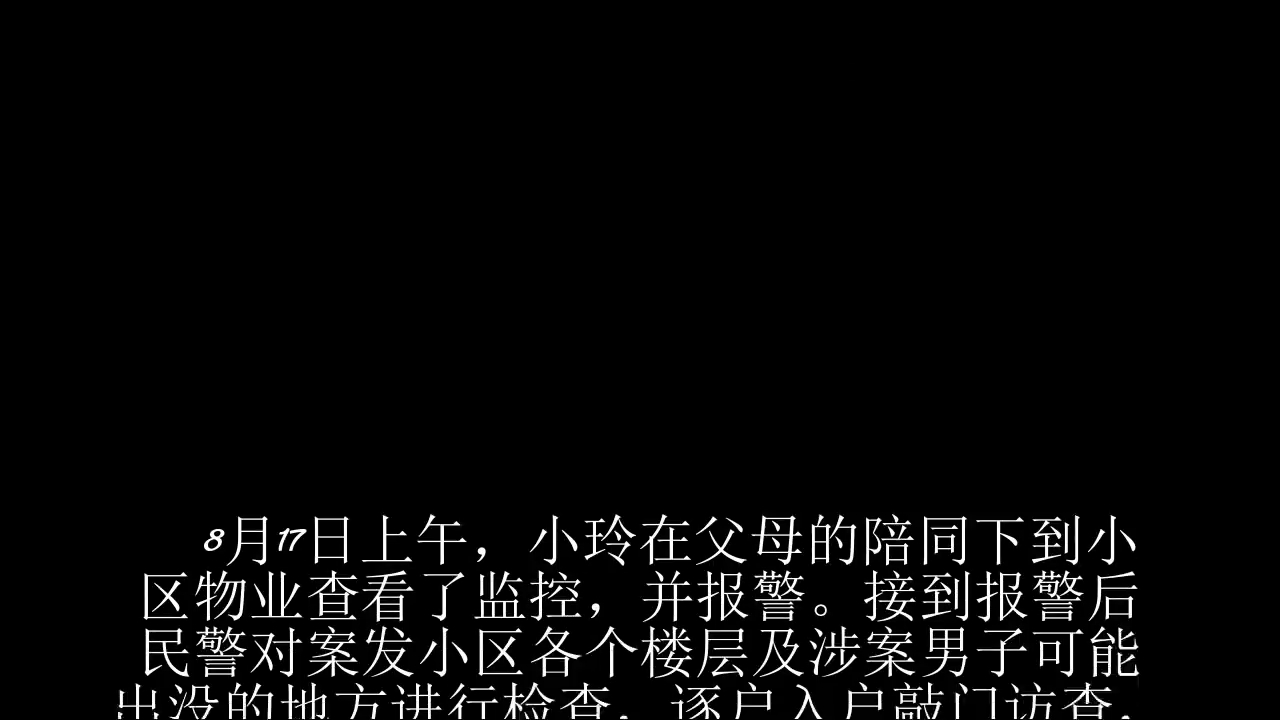 8月17日上午，小玲在父母的陪同下到小
区物业查看了监控，并报警。接到报警后
民警对案发小区各个楼层及涉案男子可能
出没的地方进行检查，逐户入户敲门访查，